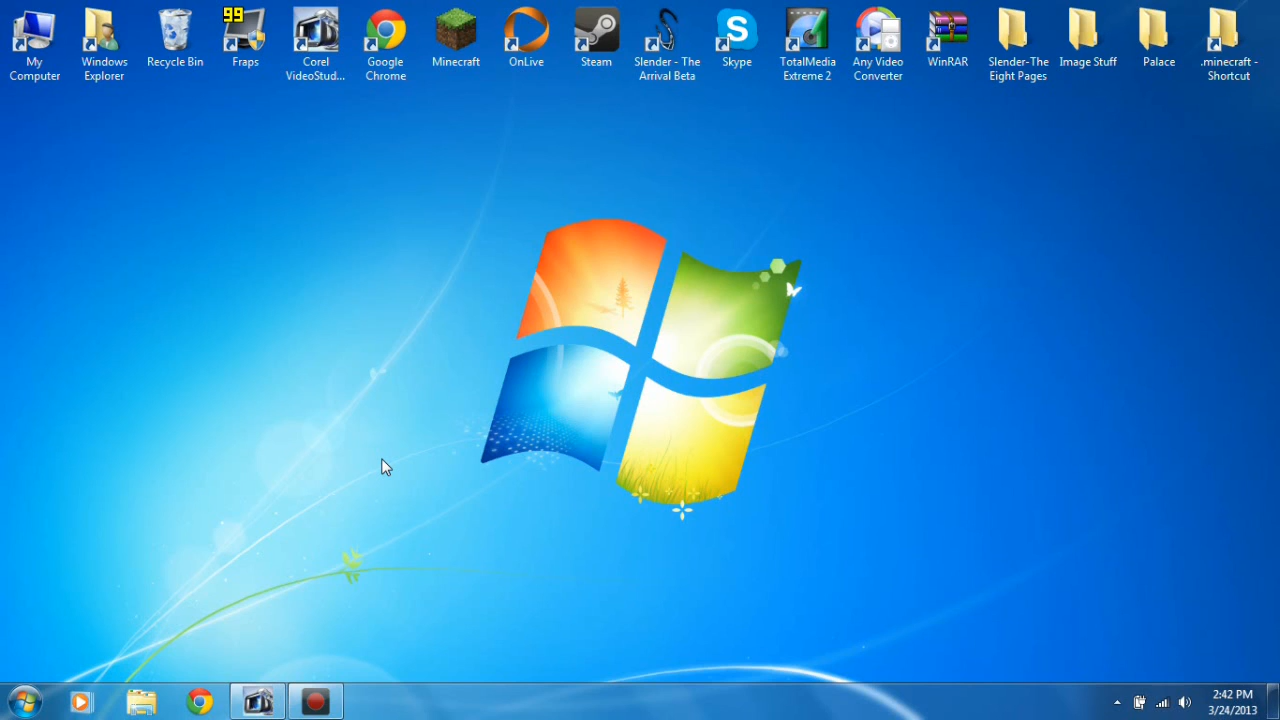 99
My Computer
Windows Explorer
Recycle Bin
Fraps
Corel VideoStud...
Google Chrome
Minecraft
OnLive
Steam
Slender - The Arrival Beta
Skype
TotalMedia Extreme 2
Any Video Converter
WinRAR
Slender-The Eight Pages
Image Stuff
Palace
.minecraft - Shortcut
2:42 PM
3/24/2013